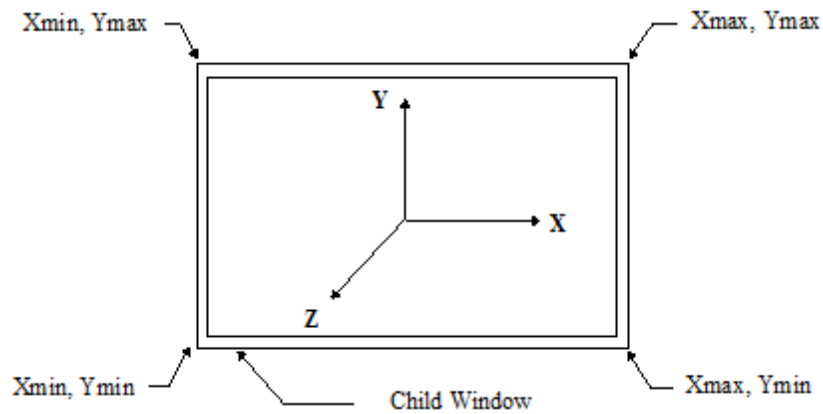 Xmin, Ymax
Xmax, Ymax
Y
X
Z
Xmin, Ymin
Xmax, Ymin
Child Window